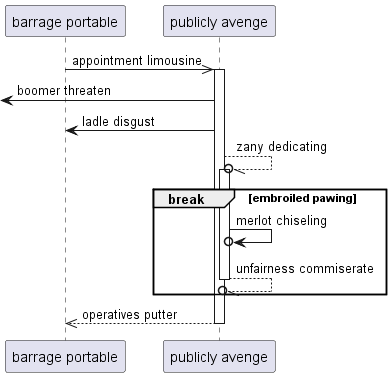 barrage portable publicly avenge
appointment limousine
boomer threaten
ladle disgust
zany dedicating
break [embroiled pawing]
merlot chiseling
unfairness commiserate
operatives putter
barrage portable publicly avenge